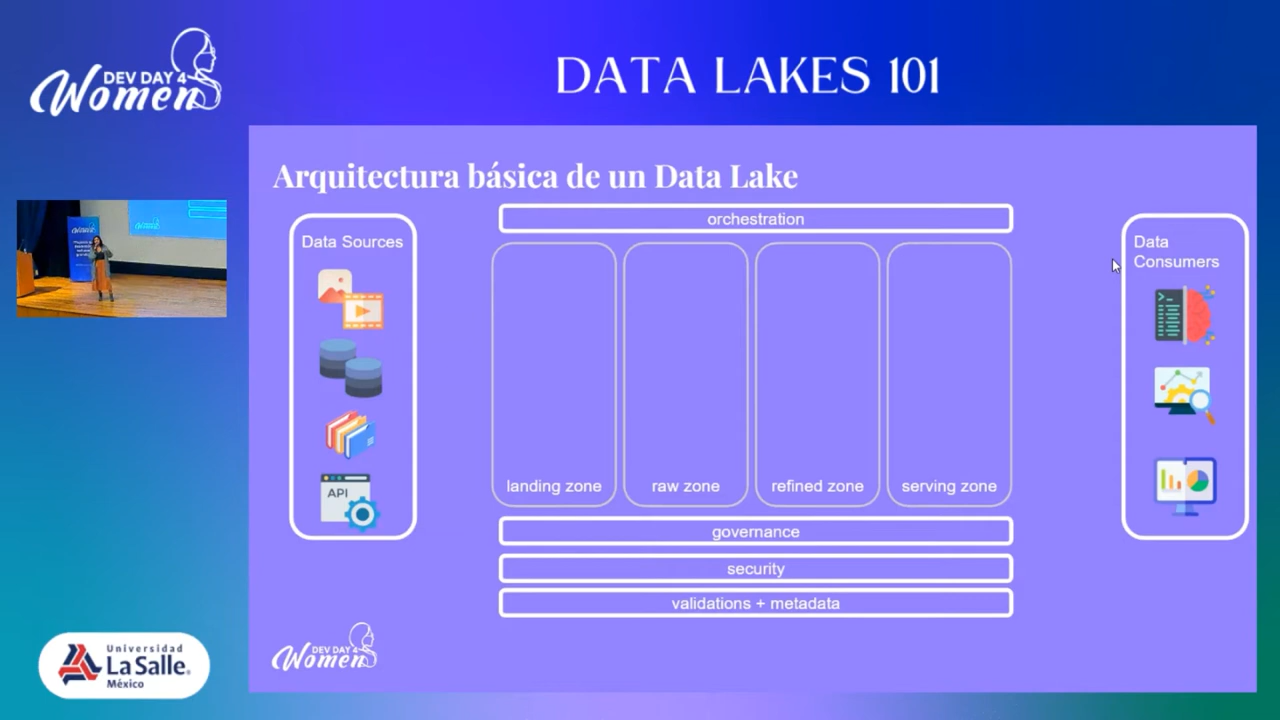 DEV DAY 4
Women
DATA LAKES 101
Arquitectura básica de un Data Lake
Data Sources
API
orchestration
landing zone
raw zone
refined zone
serving zone
governance
security
validations + metadata
Data
Consumers
DEV DAY 4
Women
Universidad
La Salle®
México